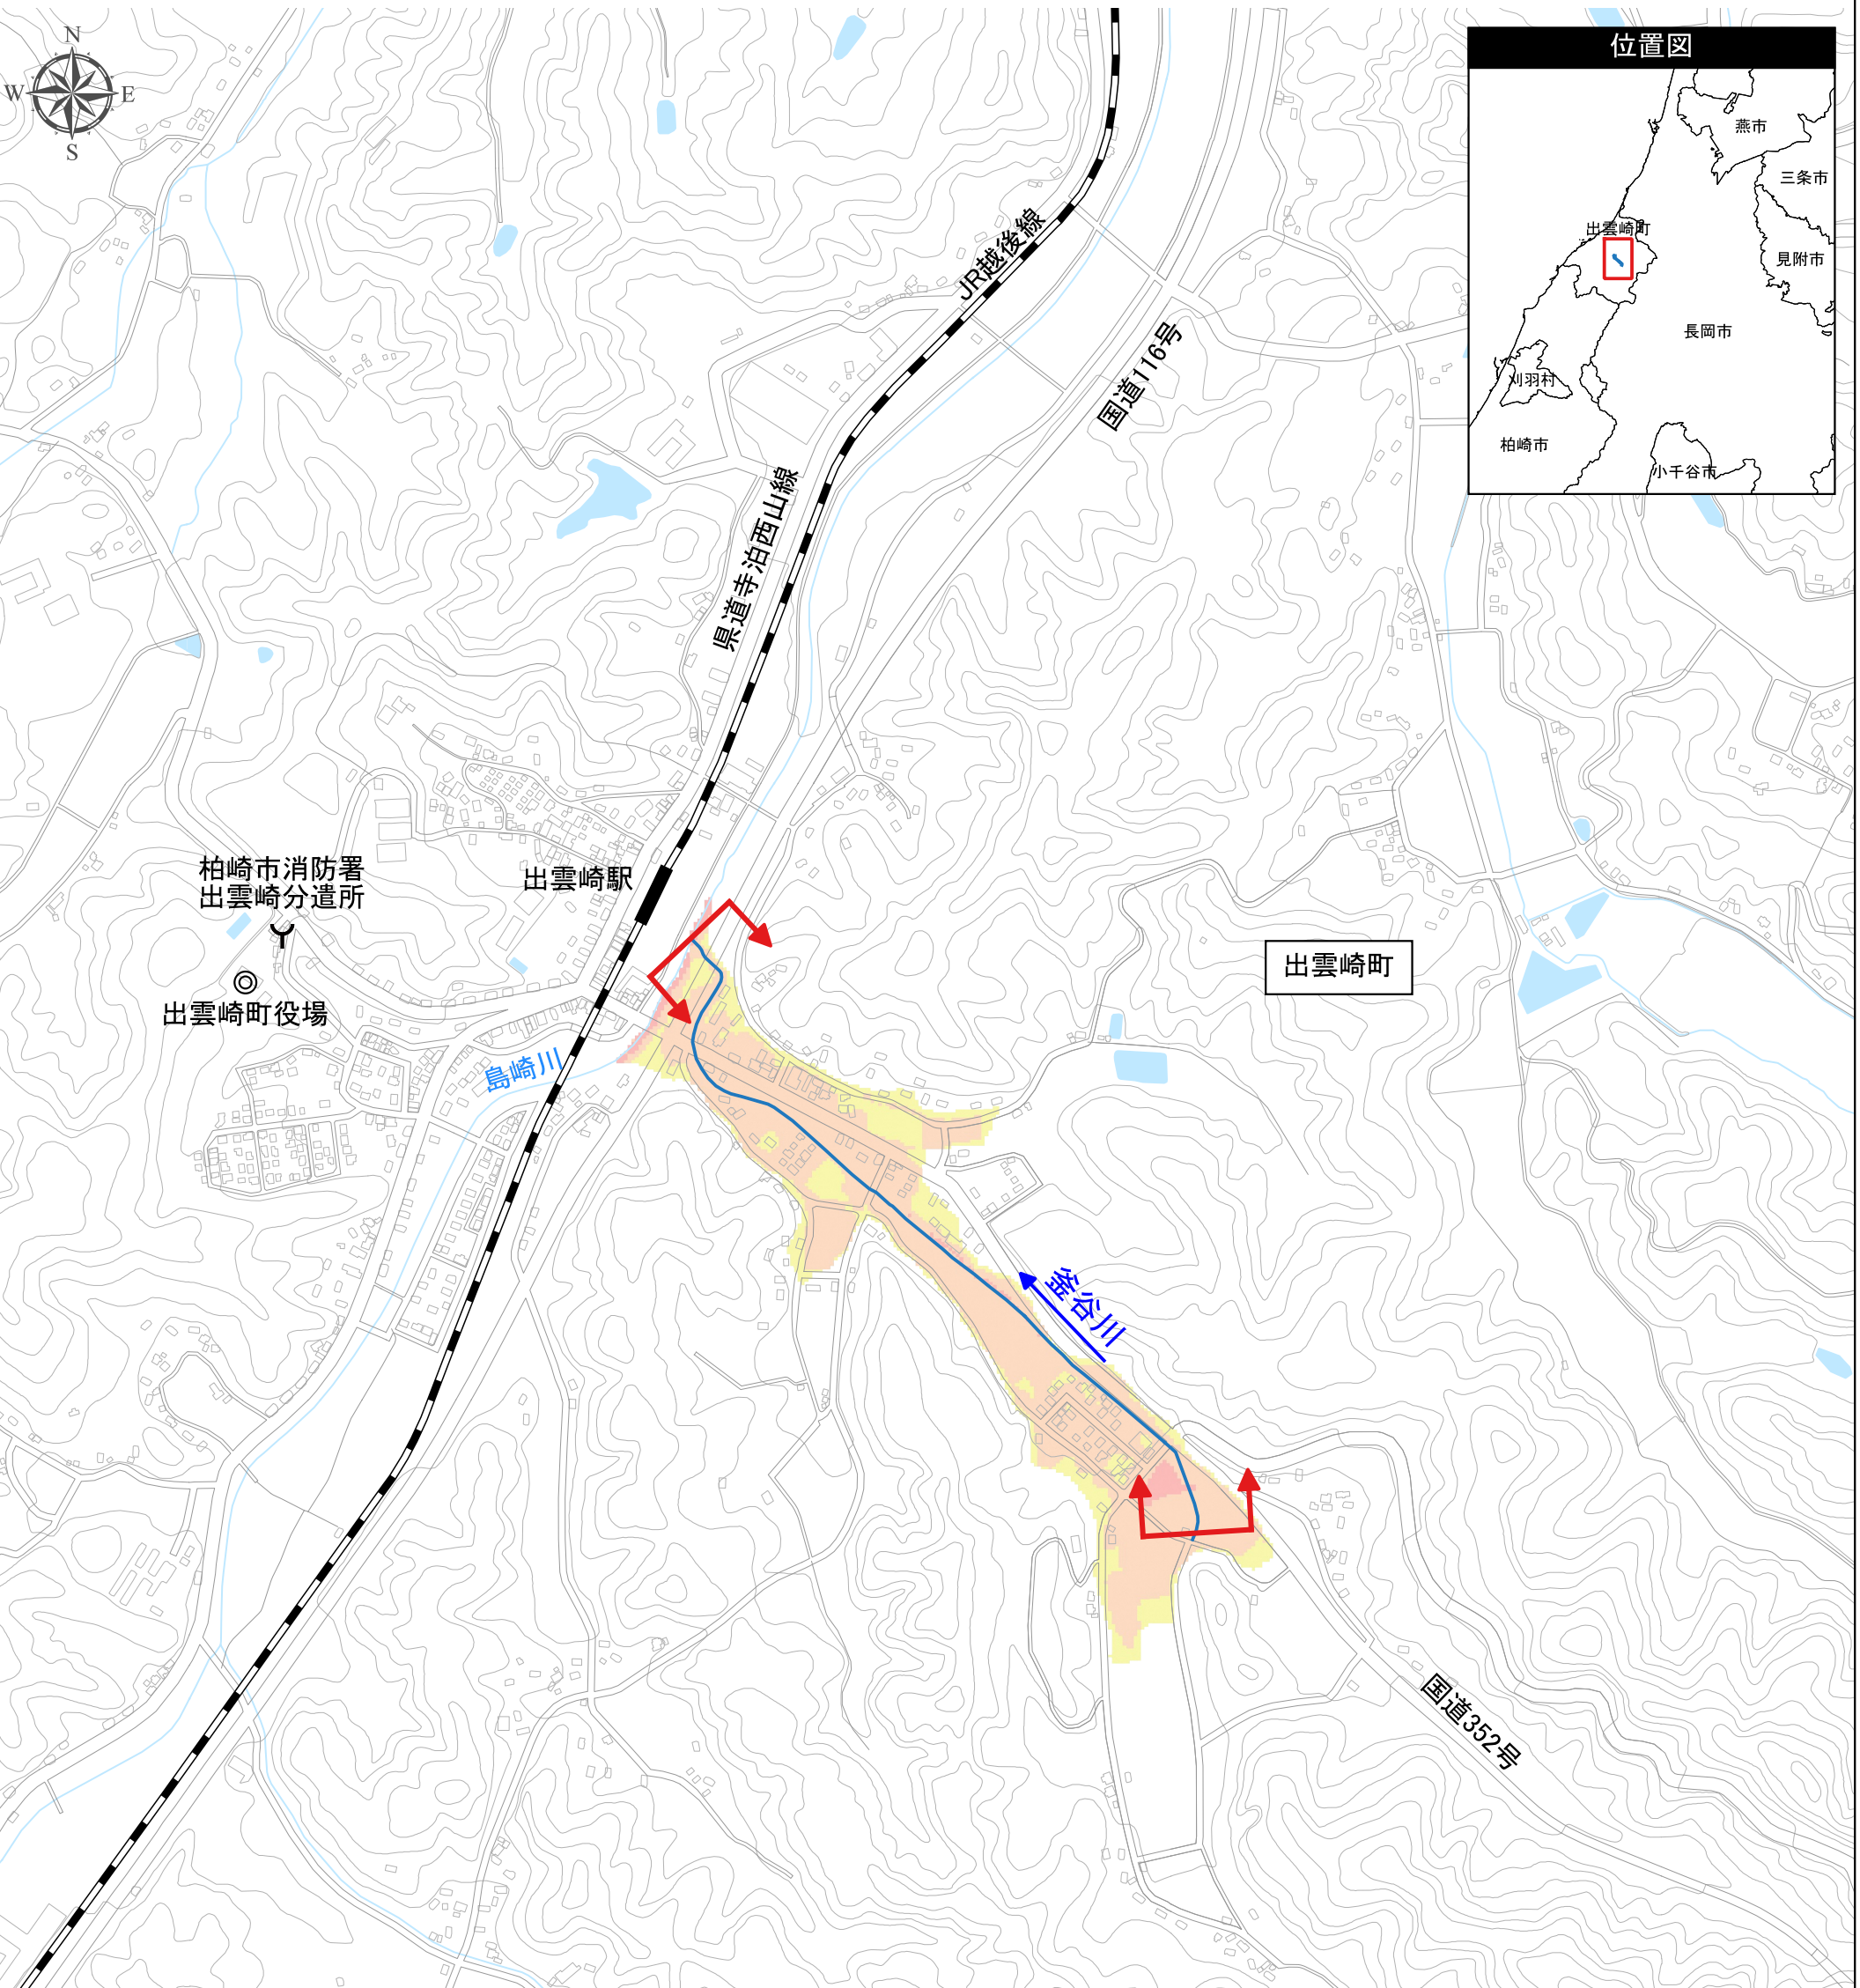 N
W
E
S
位置図
燕市
三条市
出雲崎町
見附市
長岡市
刈羽村
柏崎市
小千谷市
JR越後線
国道116号
県道寺泊西山線
柏崎市消防署
出雲崎分遣所
出雲崎駅
出雲崎町
出雲崎町役場
島崎川
釜谷川
国道352号